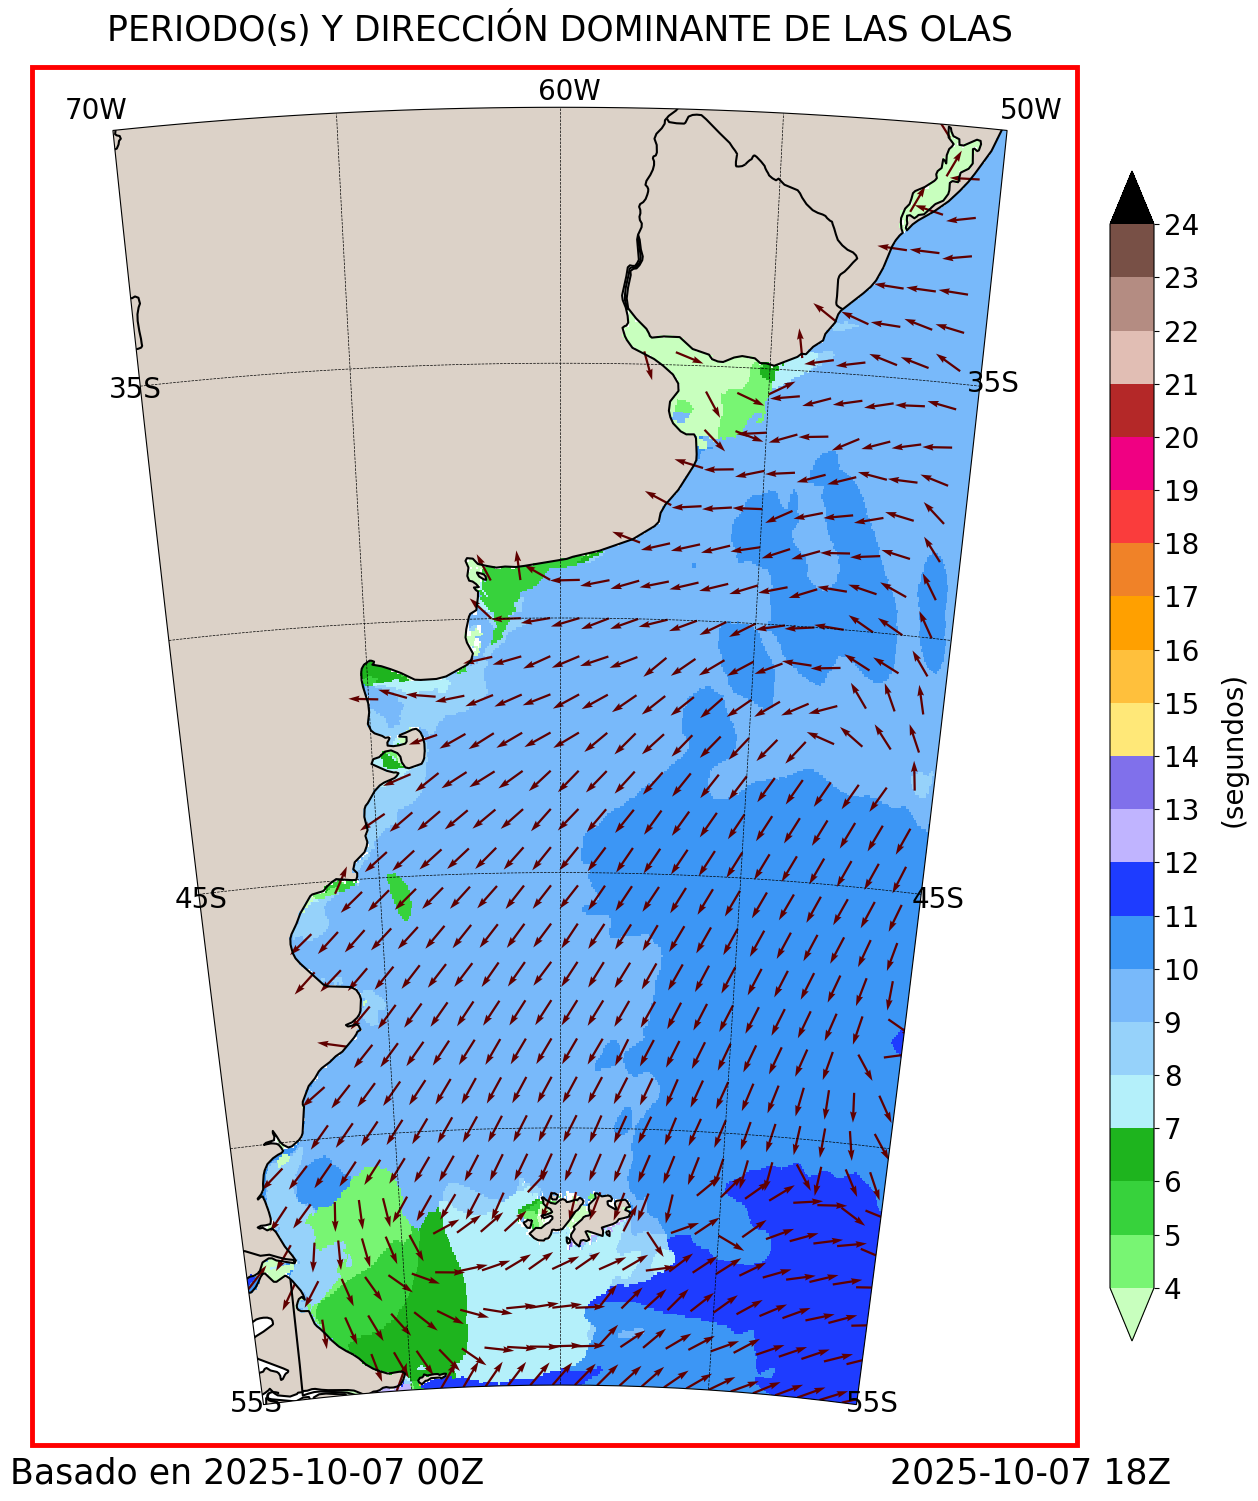 PERIODO(s) Y DIRECCIÓN DOMINANTE DE LAS OLAS
70W
60W
50W
35S
35S
45S
45S
55S
55S
24
23
22
21
20
19
18
17
16
15
14
13
12
11
10
9
8
7
6
5
4
(segundos)
Basado en 2025-10-07 00Z
2025-10-07 18Z